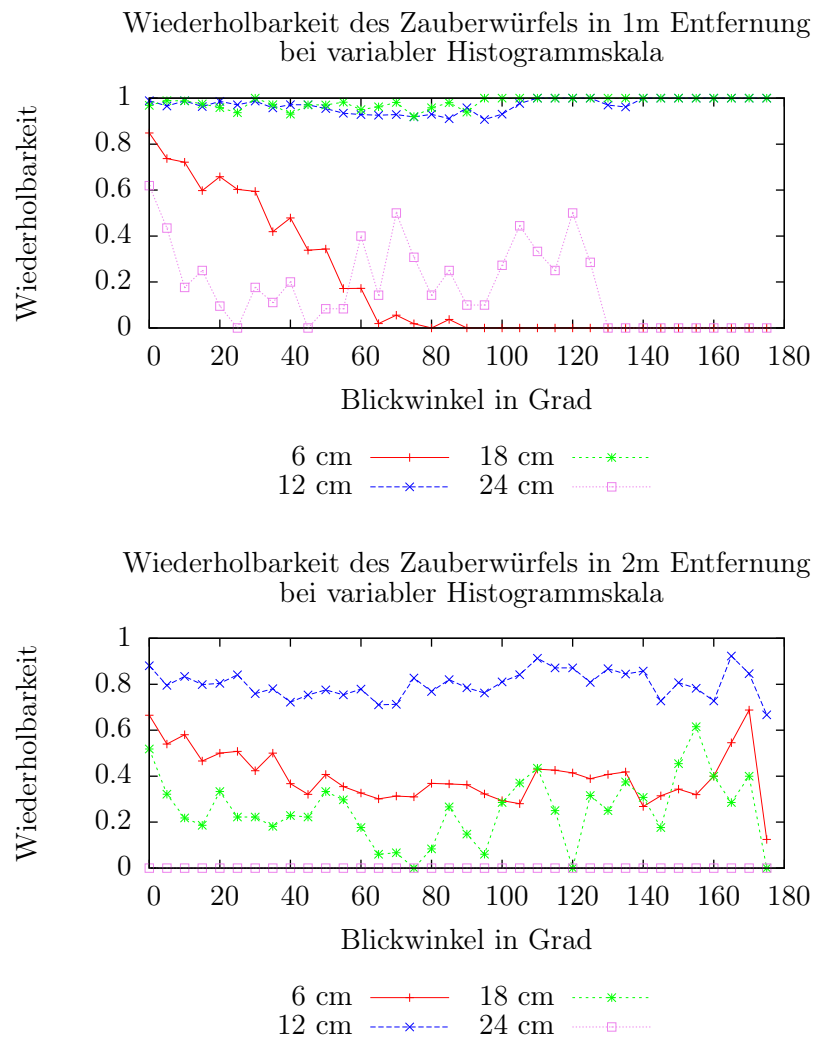 Wiederholbarkeit des Zauberwürfels in 1m Entfernung
bei variabler Histogrammskala
Wiederholbarkeit
1
0.8
0.6
0.4
0.2
0
0 20 40 60 80 100 120 140 160 180
Blickwinkel in Grad
6 cm 18 cm
12 cm 24 cm
Wiederholbarkeit des Zauberwürfels in 2m Entfernung
bei variabler Histogrammskala
Wiederholbarkeit
1
0.8
0.6
0.4
0.2
0
0 20 40 60 80 100 120 140 160 180
Blickwinkel in Grad
6 cm 18 cm
12 cm 24 cm